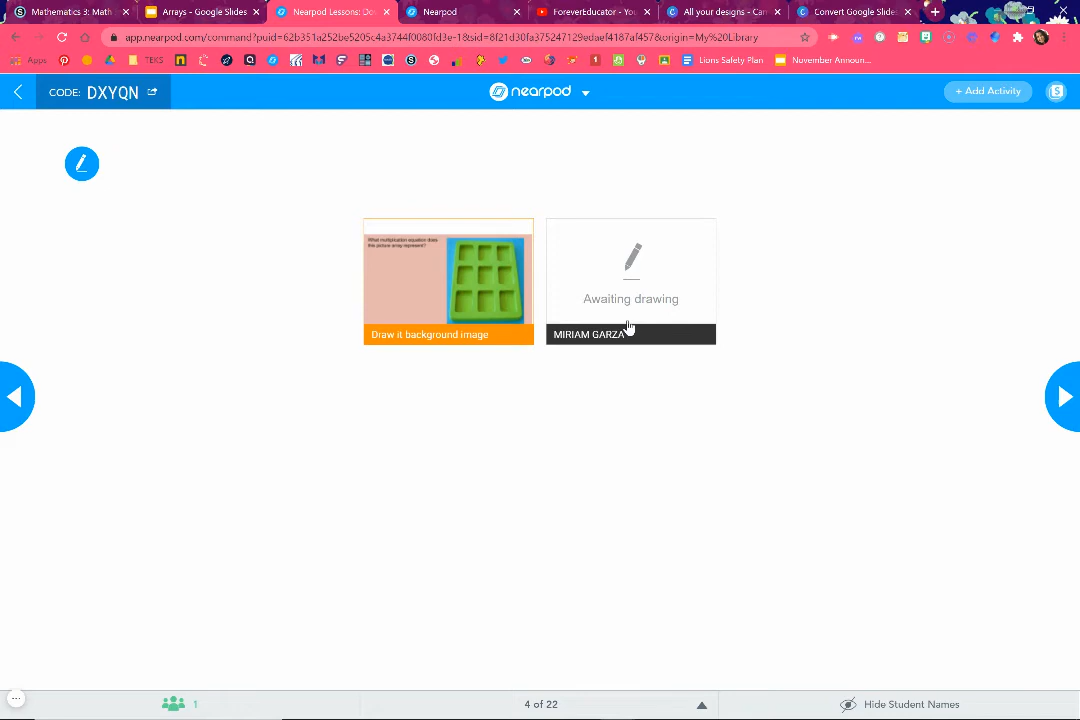 Mathematics 3: Math
Arrays - Google Slides
Nearpod Lessons: Do
Nearpod
ForeverEducator - Yo
All your designs - Can
Convert Google Slide
app.nearpod.com/command?puid=62b351a252be5205c4a3744f0080fd3e-1&sid=8f21d30fa375247129edaef4187af457&origin=My%20Library
Apps
TEKS
Lions Safety Plan
November Announ...
CODE: DXYQN
nearpod
+ Add Activity
What multiplication equation does
this picture array represent?
Awaiting drawing
Draw it background image
MIRIAM GARZA
1
4 of 22
Hide Student Names